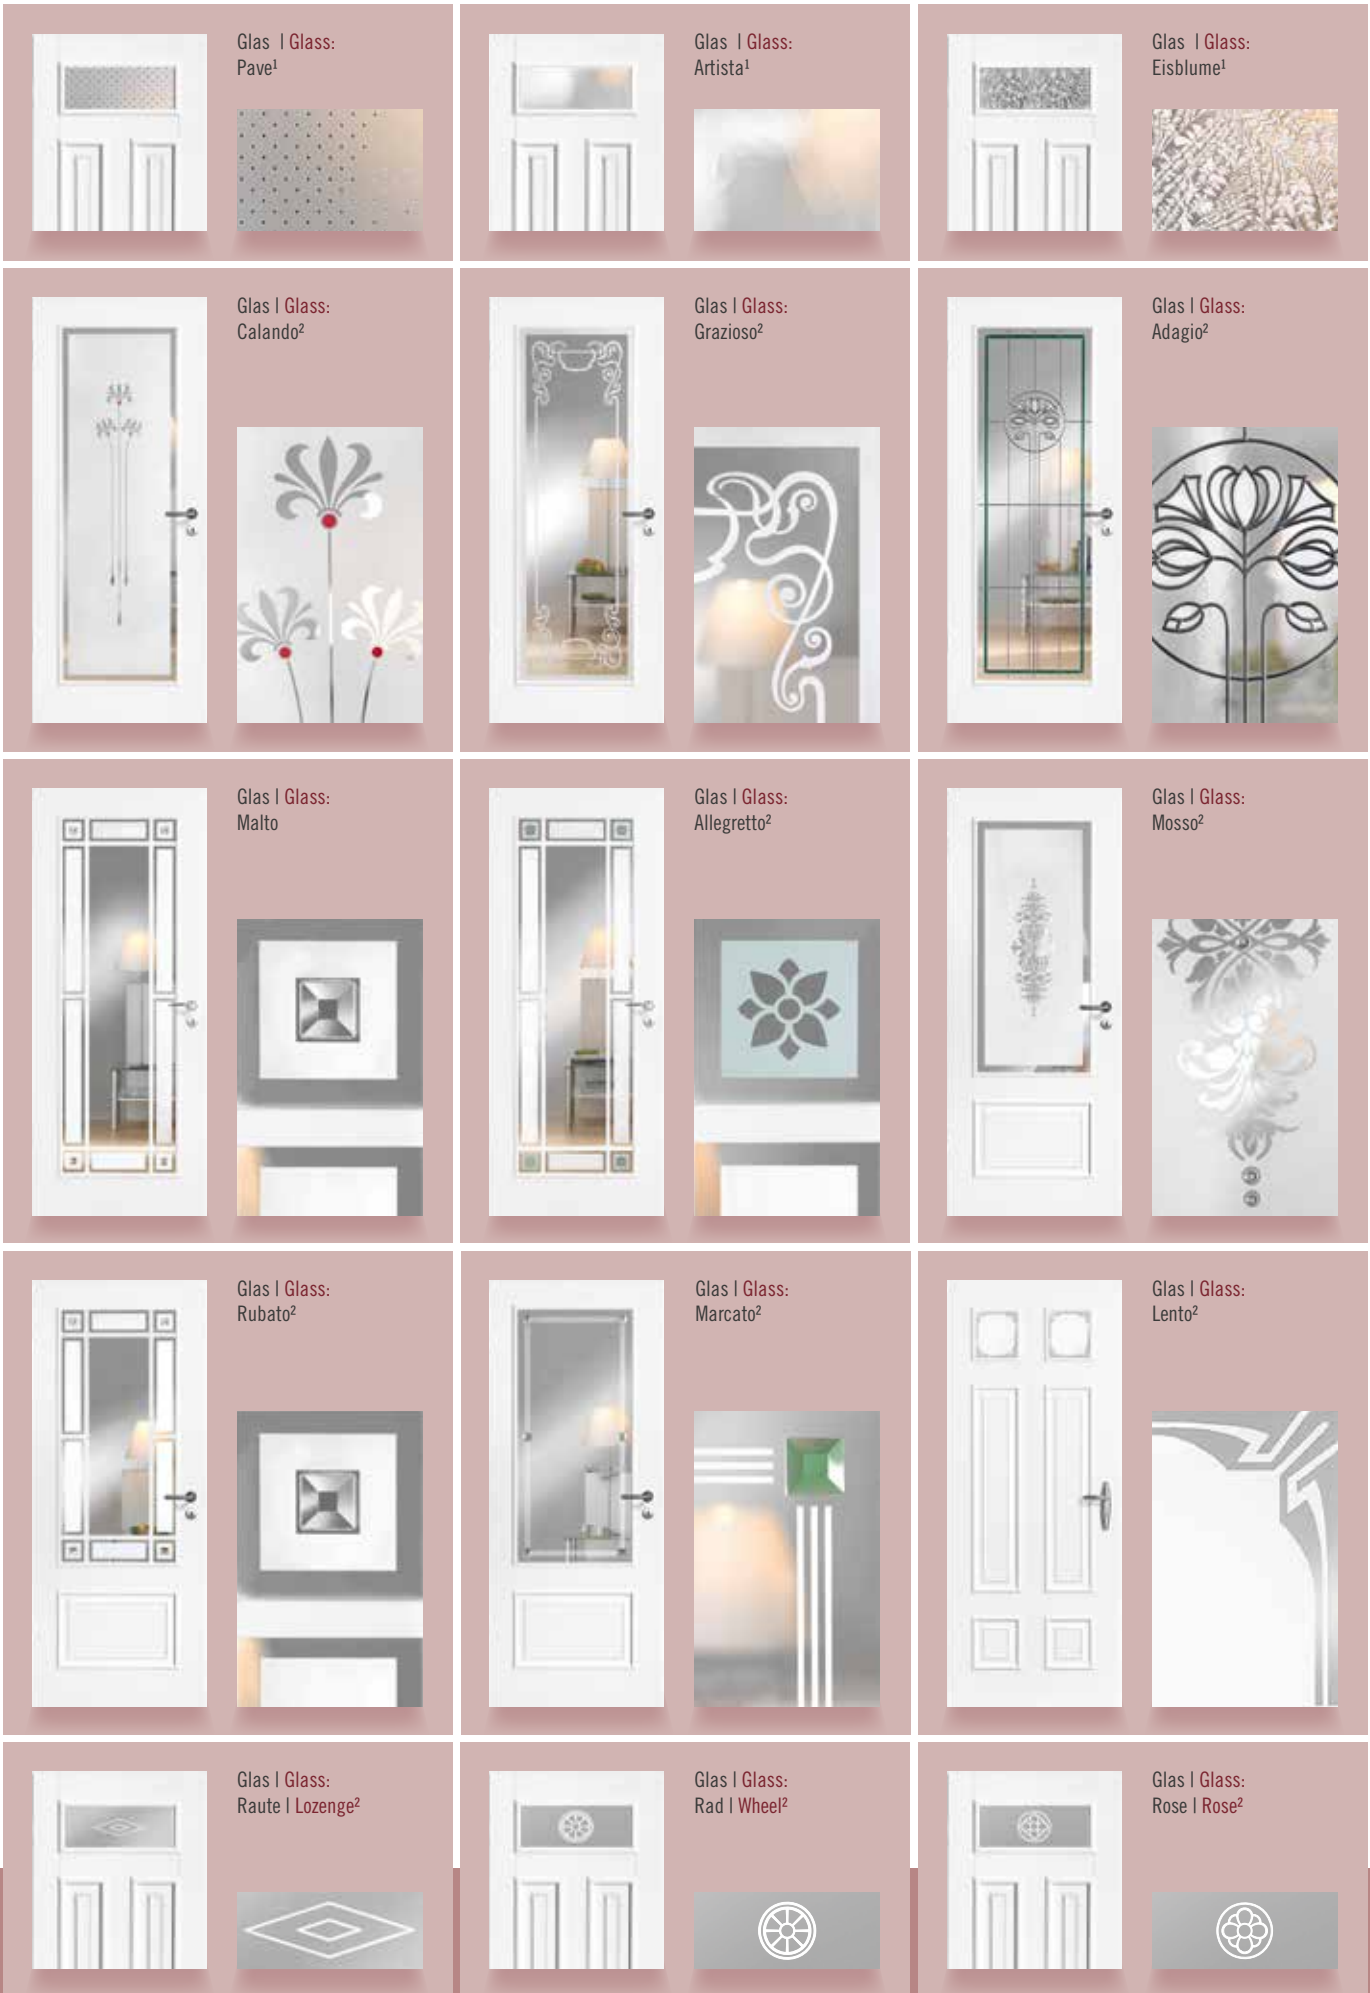 Glas | Glass:
Pave¹
Glas | Glass:
Artista¹
Glas | Glass:
Eisblume¹
Glas | Glass:
Calando²
Glas | Glass:
Grazioso²
Glas | Glass:
Adagio²
Glas | Glass:
Malto
Glas | Glass:
Allegretto²
Glas | Glass:
Mosso²
Glas | Glass:
Rubato²
Glas | Glass:
Marcato²
Glas | Glass:
Lento²
Glas | Glass:
Raute | Lozenge²
Glas | Glass:
Rad | Wheel²
Glas | Glass:
Rose | Rose²